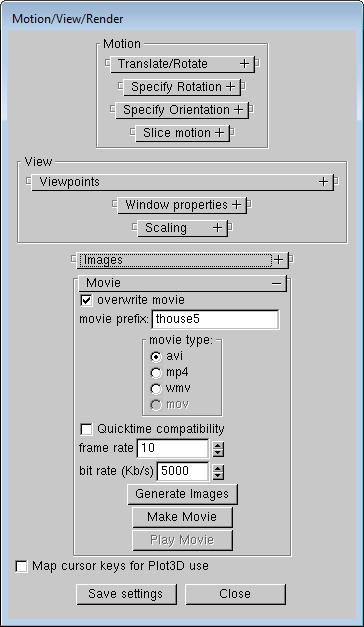 Motion/View/Render
Motion
Translate/Rotate +
Specify Rotation +
Specify Orientation +
Slice motion +
View
Viewpoints +
Window properties +
Scaling +
Images +
Movie −
overwrite movie
movie prefix: thouse5
movie type:
avi
mp4
wmv
mov
Quicktime compatibility
frame rate 10
bit rate (Kb/s) 5000
Generate Images
Make Movie
Play Movie
Map cursor keys for Plot3D use
Save settings Close